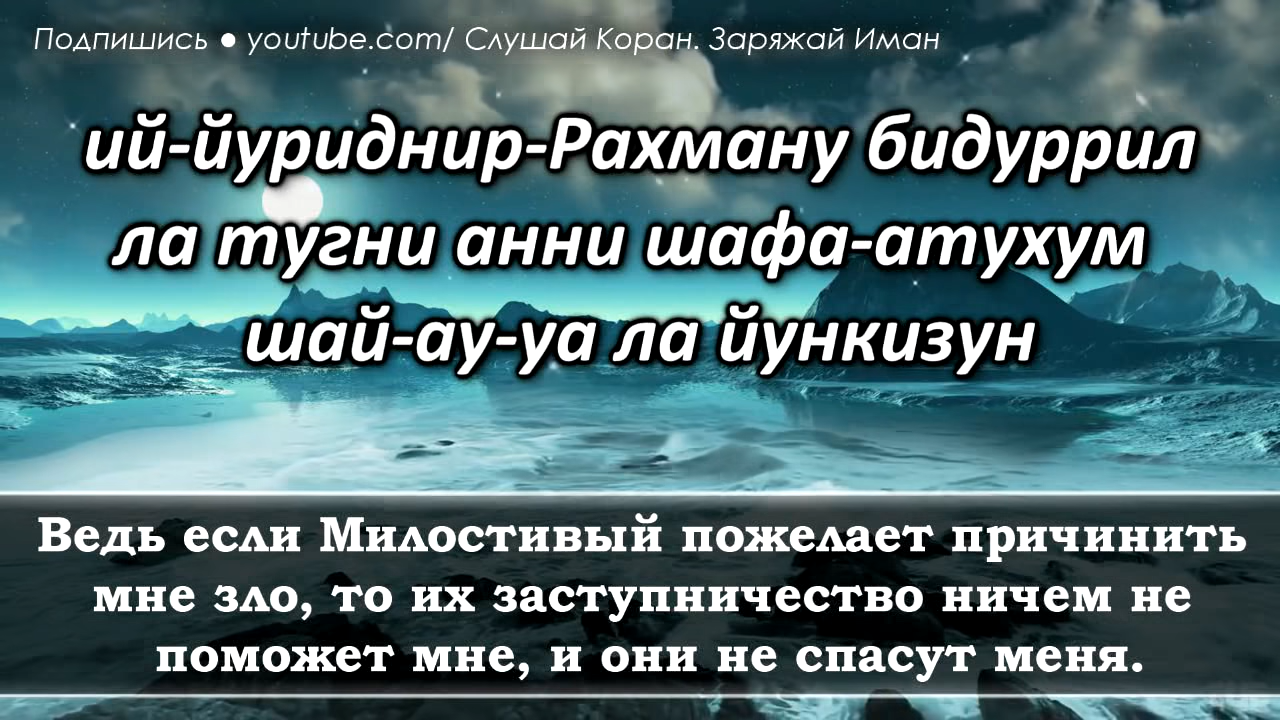 Подпишись ● youtube.com/ Слушай Коран. Заряжай Иман
ий-йуриднир-Рахману бидуррил
ла тугни анни шафа-атухум
шай-ау-уа ла йункизун
Ведь если Милостивый пожелает причинить
мне зло, то их заступничество ничем не
поможет мне, и они не спасут меня.